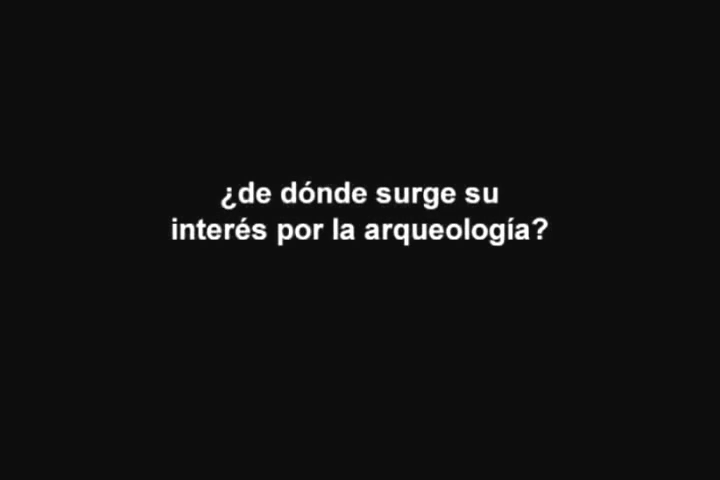 ¿de dónde surge su
interés por la arqueología?